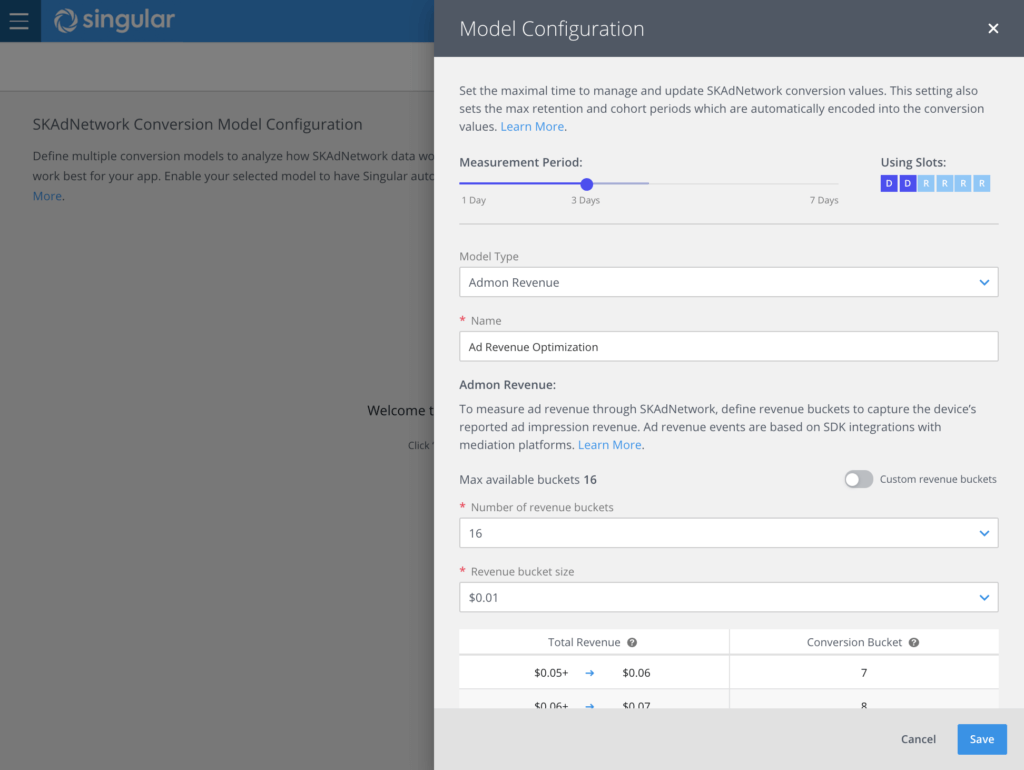 singular
Model Configuration
SKAdNetwork Conversion Model Configuration
Define multiple conversion models to analyze how SKAdNetwork data wo
work best for your app. Enable your selected model to have Singular auto
More.
Welcome t
Click
Set the maximal time to manage and update SKAdNetwork conversion values. This setting also
sets the max retention and cohort periods which are automatically encoded into the conversion
values. Learn More.
Measurement Period:
Using Slots:
D D R R R R
1 Day 3 Days 7 Days
Model Type
Admon Revenue
* Name
Ad Revenue Optimization
Admon Revenue:
To measure ad revenue through SKAdNetwork, define revenue buckets to capture the device’s
reported ad impression revenue. Ad revenue events are based on SDK integrations with
mediation platforms. Learn More.
Max available buckets 16
Custom revenue buckets
* Number of revenue buckets
16
* Revenue bucket size
$0.01
Total Revenue ? Conversion Bucket ?
$0.05+ → $0.06 7
$0.06+ → $0.07 8
Cancel Save